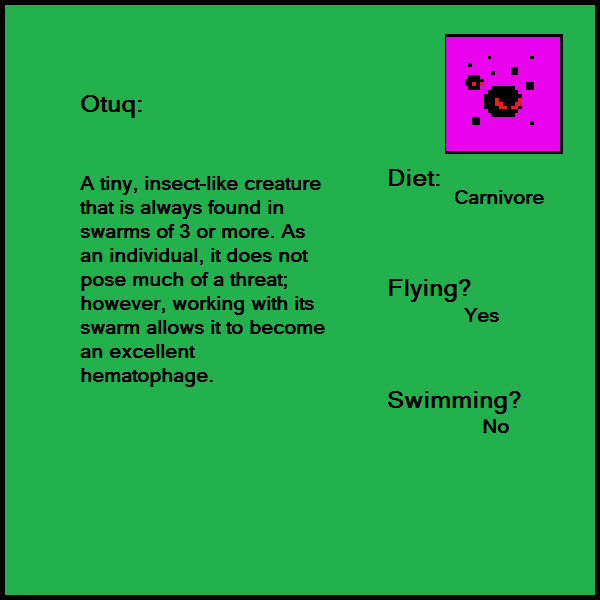 Otuq:
A tiny, insect-like creature
that is always found in
swarms of 3 or more. As
an individual, it does not
pose much of a threat;
however, working with its
swarm allows it to become
an excellent
hematophage.
Diet:
Carnivore
Flying?
Yes
Swimming?
No